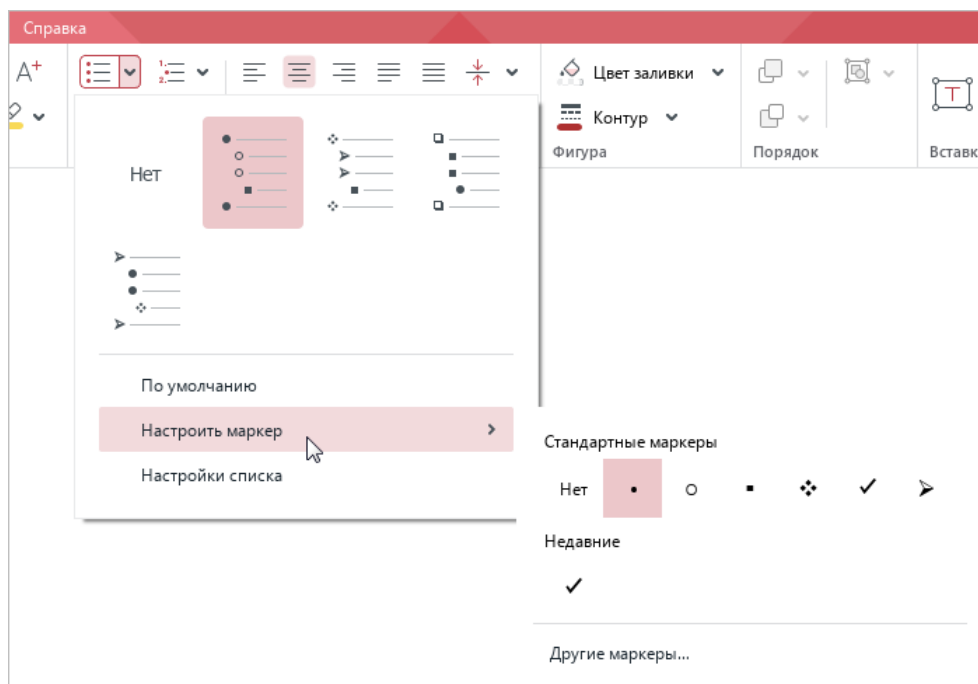 Справка
A+
Цвет заливки
Контур
Фигура
Порядок
Вставк
Нет
По умолчанию
Настроить маркер
Настройки списка
Стандартные маркеры
Нет
Недавние
Другие маркеры...